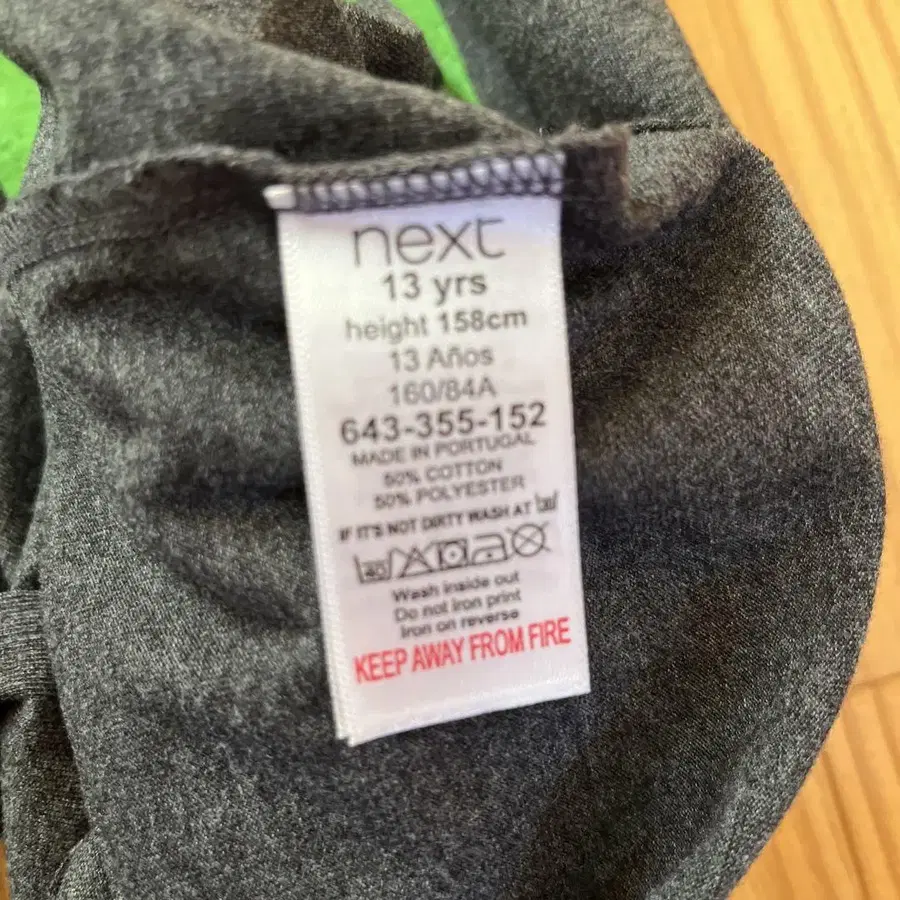 next
13 yrs
height 158cm
13 Años
160/84A
643-355-152
MADE IN PORTUGAL
50% COTTON
50% POLYESTER
IF IT'S NOT DIRTY WASH AT
40
Wash inside out
Do not iron print
Iron on reverse
KEEP AWAY FROM FIRE